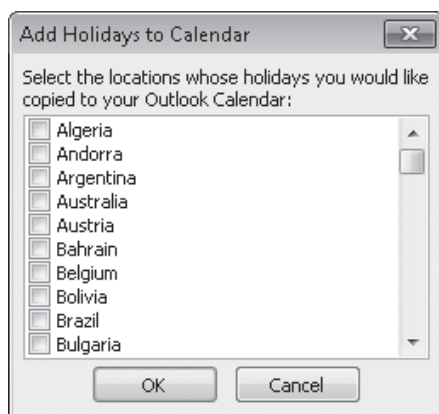 Add Holidays to Calendar
Select the locations whose holidays you would like
copied to your Outlook Calendar:
Algeria
Andorra
Argentina
Australia
Austria
Bahrain
Belgium
Bolivia
Brazil
Bulgaria
OK Cancel